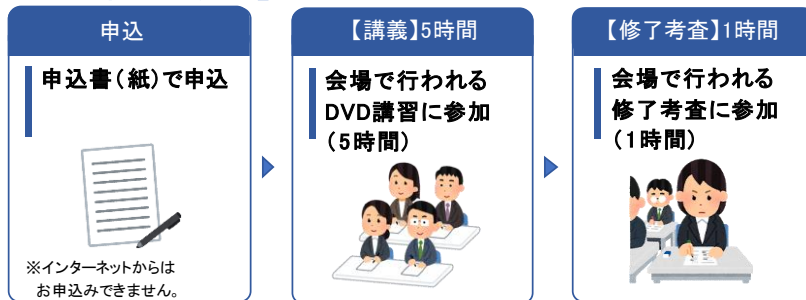 申込
申込書(紙)で申込
※インターネットからは
お申込みできません。
【講義】5時間
会場で行われる
DVD講習に参加
(5時間)
【修了考査】1時間
会場で行われる
修了考査に参加
(1時間)